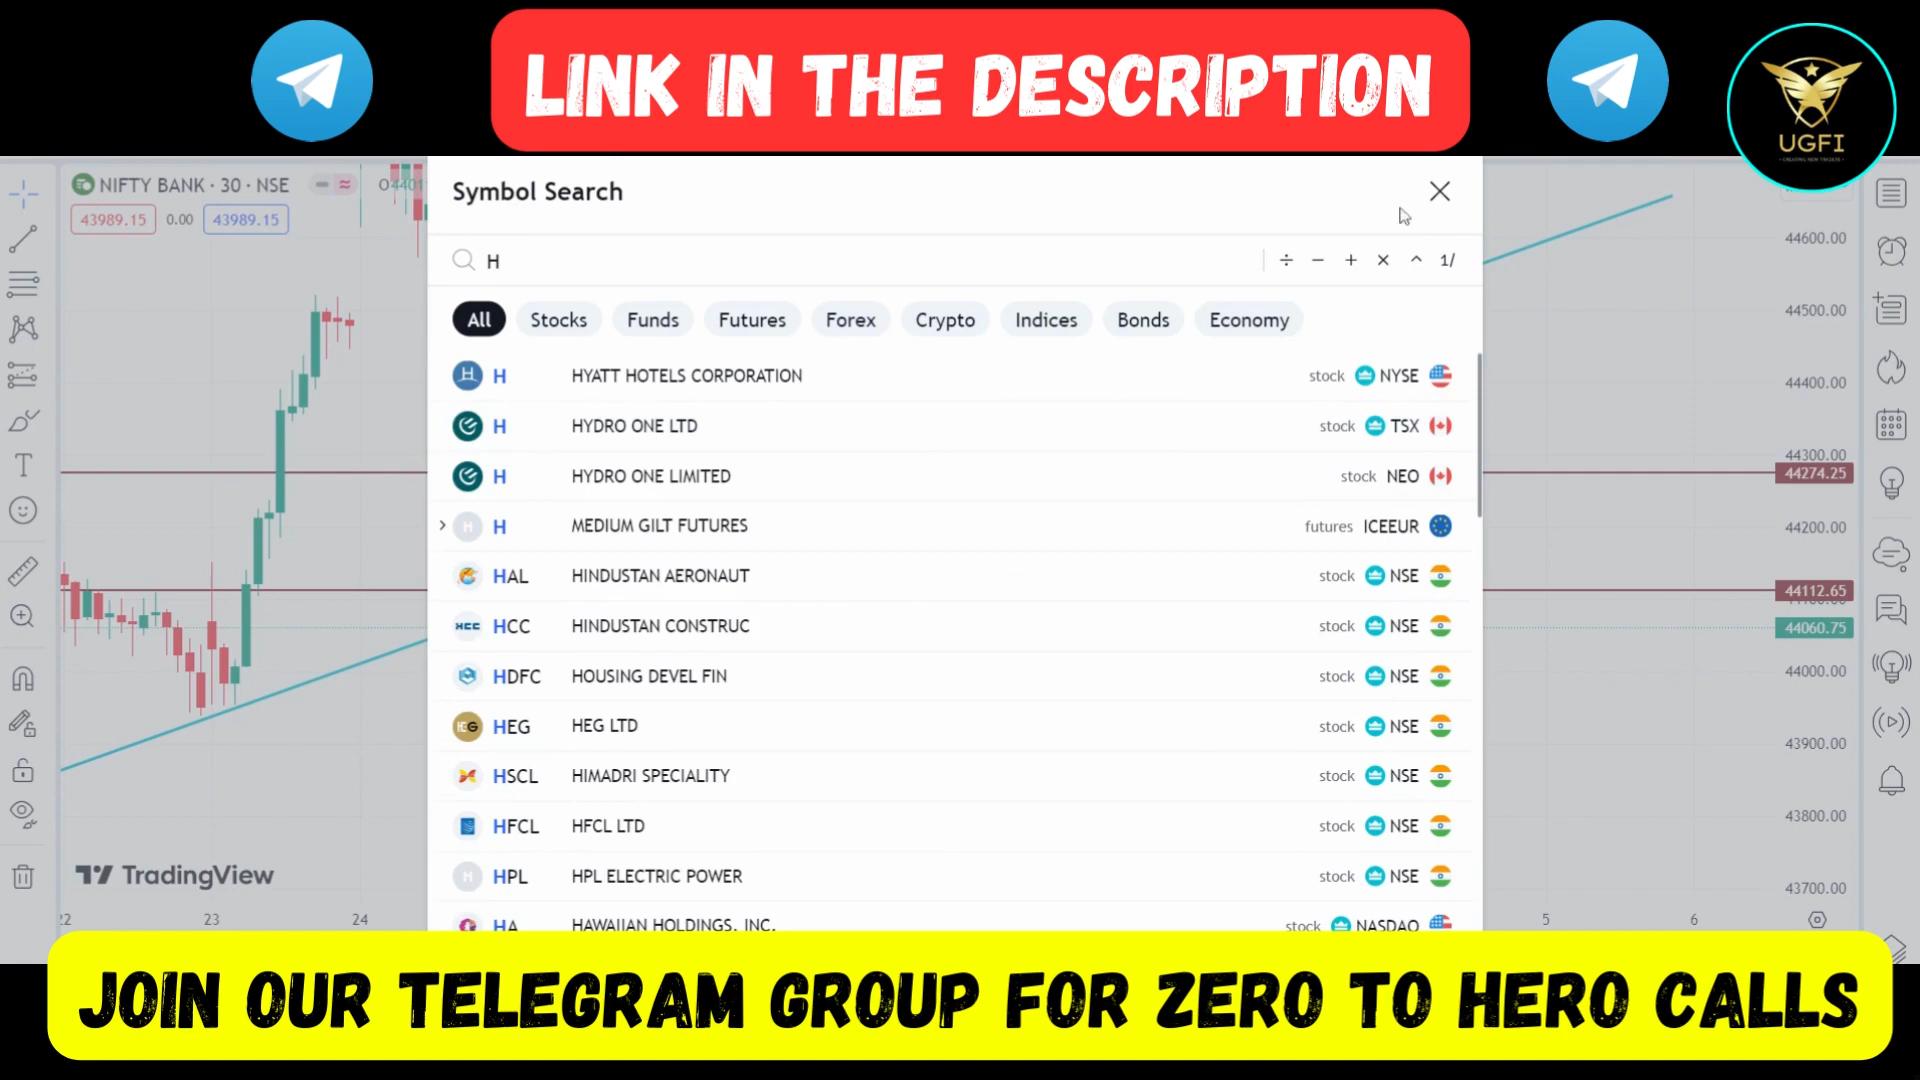 LINK IN THE DESCRIPTION
UGFI
NIFTY BANK · 30 · NSE
43989.15 0.00 43989.15
Symbol Search
H
÷ − + × ^ 1/
All Stocks Funds Futures Forex Crypto Indices Bonds Economy
H HYATT HOTELS CORPORATION stock NYSE
H HYDRO ONE LTD stock TSX
H HYDRO ONE LIMITED stock NEO
H H MEDIUM GILT FUTURES futures ICEEUR
HAL HINDUSTAN AERONAUT stock NSE
HCC HCC HINDUSTAN CONSTRUC stock NSE
HDFC HOUSING DEVEL FIN stock NSE
HEG HEG HEG LTD stock NSE
HSCL HIMADRI SPECIALITY stock NSE
HFCL HFCL LTD stock NSE
H HPL HPL ELECTRIC POWER stock NSE
HA HAWAIIAN HOLDINGS, INC. stock NASDAQ
44600.00
44500.00
44400.00
44300.00
44274.25
44200.00
44112.65
44060.75
44000.00
43900.00
43800.00
43700.00
TradingView
22 23 24 5 6
JOIN OUR TELEGRAM GROUP FOR ZERO TO HERO CALLS